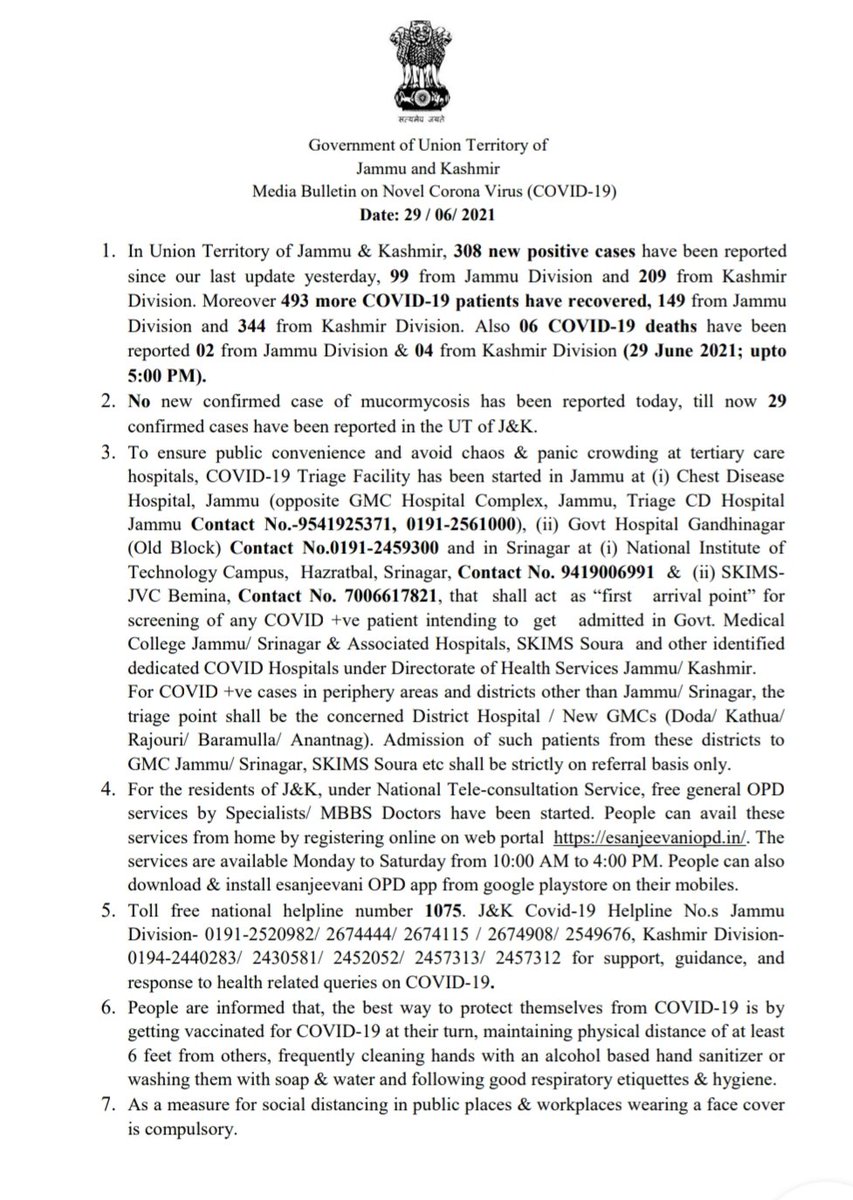 सत्यमेव जयते
Government of Union Territory of
Jammu and Kashmir
Media Bulletin on Novel Corona Virus (COVID-19)
Date: 29 / 06/ 2021
1. In Union Territory of Jammu & Kashmir, 308 new positive cases have been reported
since our last update yesterday, 99 from Jammu Division and 209 from Kashmir
Division. Moreover 493 more COVID-19 patients have recovered, 149 from Jammu
Division and 344 from Kashmir Division. Also 06 COVID-19 deaths have been
reported 02 from Jammu Division & 04 from Kashmir Division (29 June 2021; upto
5:00 PM).
2. No new confirmed case of mucormycosis has been reported today, till now 29
confirmed cases have been reported in the UT of J&K.
3. To ensure public convenience and avoid chaos & panic crowding at tertiary care
hospitals, COVID-19 Triage Facility has been started in Jammu at (i) Chest Disease
Hospital, Jammu (opposite GMC Hospital Complex, Jammu, Triage CD Hospital
Jammu Contact No.-9541925371, 0191-2561000), (ii) Govt Hospital Gandhinagar
(Old Block) Contact No.0191-2459300 and in Srinagar at (i) National Institute of
Technology Campus, Hazratbal, Srinagar, Contact No. 9419006991 & (ii) SKIMS-
JVC Bemina, Contact No. 7006617821, that shall act as “first arrival point” for
screening of any COVID +ve patient intending to get admitted in Govt. Medical
College Jammu/ Srinagar & Associated Hospitals, SKIMS Soura and other identified
dedicated COVID Hospitals under Directorate of Health Services Jammu/ Kashmir.
For COVID +ve cases in periphery areas and districts other than Jammu/ Srinagar, the
triage point shall be the concerned District Hospital / New GMCs (Doda/ Kathua/
Rajouri/ Baramulla/ Anantnag). Admission of such patients from these districts to
GMC Jammu/ Srinagar, SKIMS Soura etc shall be strictly on referral basis only.
4. For the residents of J&K, under National Tele-consultation Service, free general OPD
services by Specialists/ MBBS Doctors have been started. People can avail these
services from home by registering online on web portal https://esanjeevaniopd.in/. The
services are available Monday to Saturday from 10:00 AM to 4:00 PM. People can also
download & install esanjeevani OPD app from google playstore on their mobiles.
5. Toll free national helpline number 1075. J&K Covid-19 Helpline No.s Jammu
Division- 0191-2520982/ 2674444/ 2674115 / 2674908/ 2549676, Kashmir Division-
0194-2440283/ 2430581/ 2452052/ 2457313/ 2457312 for support, guidance, and
response to health related queries on COVID-19.
6. People are informed that, the best way to protect themselves from COVID-19 is by
getting vaccinated for COVID-19 at their turn, maintaining physical distance of at least
6 feet from others, frequently cleaning hands with an alcohol based hand sanitizer or
washing them with soap & water and following good respiratory etiquettes & hygiene.
7. As a measure for social distancing in public places & workplaces wearing a face cover
is compulsory.